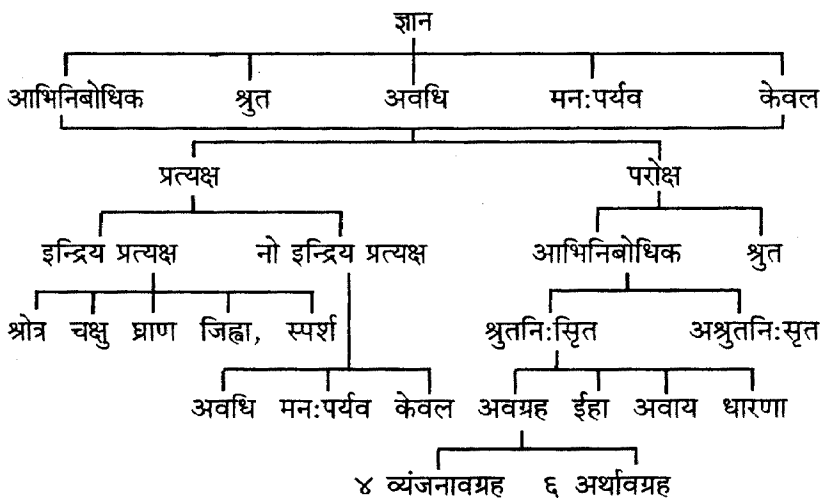 ज्ञान
आभिनिबोधिक श्रुत अवधि मनःपर्यव केवल
प्रत्यक्ष परोक्ष
इन्द्रिय प्रत्यक्ष नो इन्द्रिय प्रत्यक्ष आभिनिबोधिक श्रुत
श्रोत्र चक्षु घ्राण जिह्वा, स्पर्श श्रुतनिःसृित अश्रुतनिःसृत
अवधि मनःपर्यव केवल अवग्रह ईहा अवाय धारणा
४ व्यंजनावग्रह ६ अर्थावग्रह